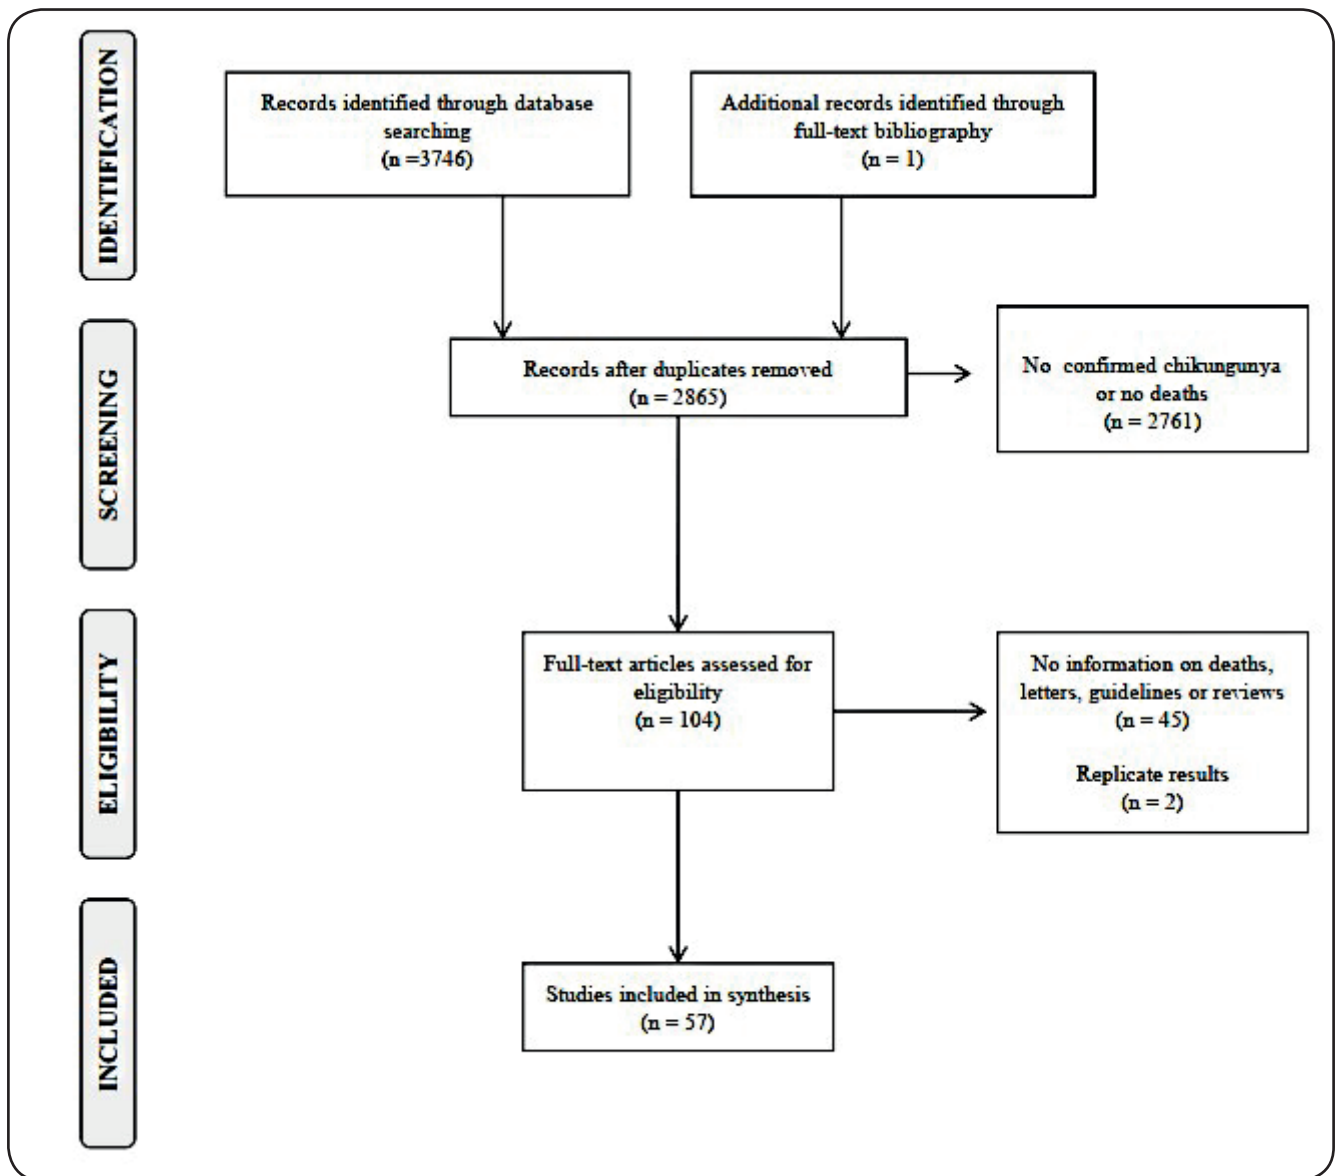 IDENTIFICATION
Records identified through database
searching
(n =3746)
Additional records identified through
full-text bibliography
(n = 1)
SCREENING
Records after duplicates removed
(n = 2865)
No confirmed chikungunya
or no deaths
(n = 2761)
ELIGIBILITY
Full-text articles assessed for
eligibility
(n = 104)
No information on deaths,
letters, guidelines or reviews
(n = 45)
Replicate results
(n = 2)
INCLUDED
Studies included in synthesis
(n = 57)